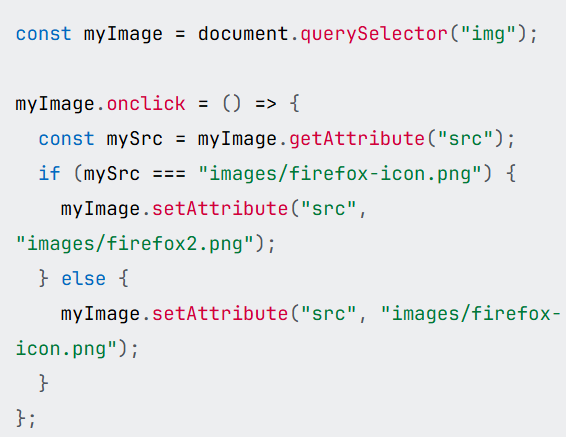 const myImage = document.querySelector("img");

myImage.onclick = () => {
  const mySrc = myImage.getAttribute("src");
  if (mySrc === "images/firefox-icon.png") {
    myImage.setAttribute("src",
"images/firefox2.png");
  } else {
    myImage.setAttribute("src", "images/firefox-
icon.png");
  }
};